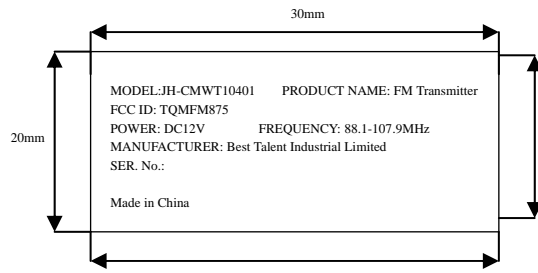 30mm
MODEL:JH-CMWT10401 PRODUCT NAME: FM Transmitter
FCC ID: TQMFM875
POWER: DC12V FREQUENCY: 88.1-107.9MHz
20mm
MANUFACTURER: Best Talent Industrial Limited
SER. No.:
Made in China